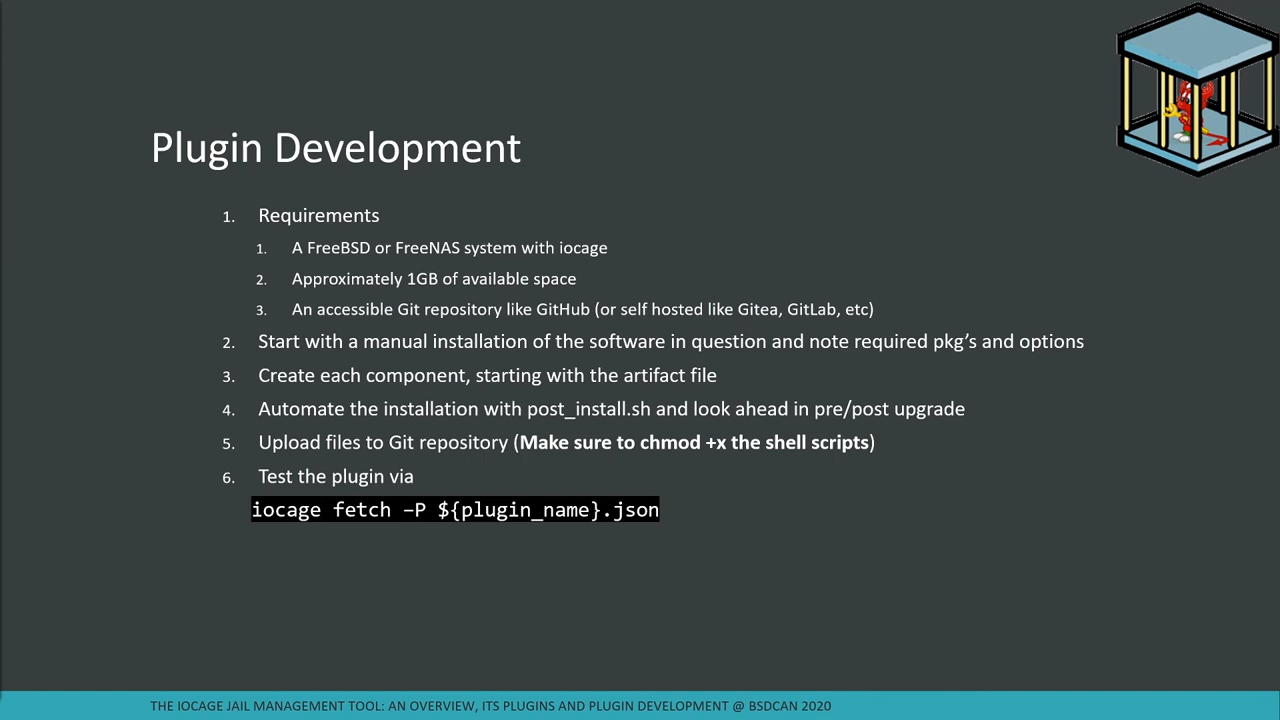 Plugin Development
1. Requirements
1. A FreeBSD or FreeNAS system with iocage
2. Approximately 1GB of available space
3. An accessible Git repository like GitHub (or self hosted like Gitea, GitLab, etc)
2. Start with a manual installation of the software in question and note required pkg’s and options
3. Create each component, starting with the artifact file
4. Automate the installation with post_install.sh and look ahead in pre/post upgrade
5. Upload files to Git repository (Make sure to chmod +x the shell scripts)
6. Test the plugin via
iocage fetch –P ${plugin_name}.json
THE IOCAGE JAIL MANAGEMENT TOOL: AN OVERVIEW, ITS PLUGINS AND PLUGIN DEVELOPMENT @ BSDCAN 2020